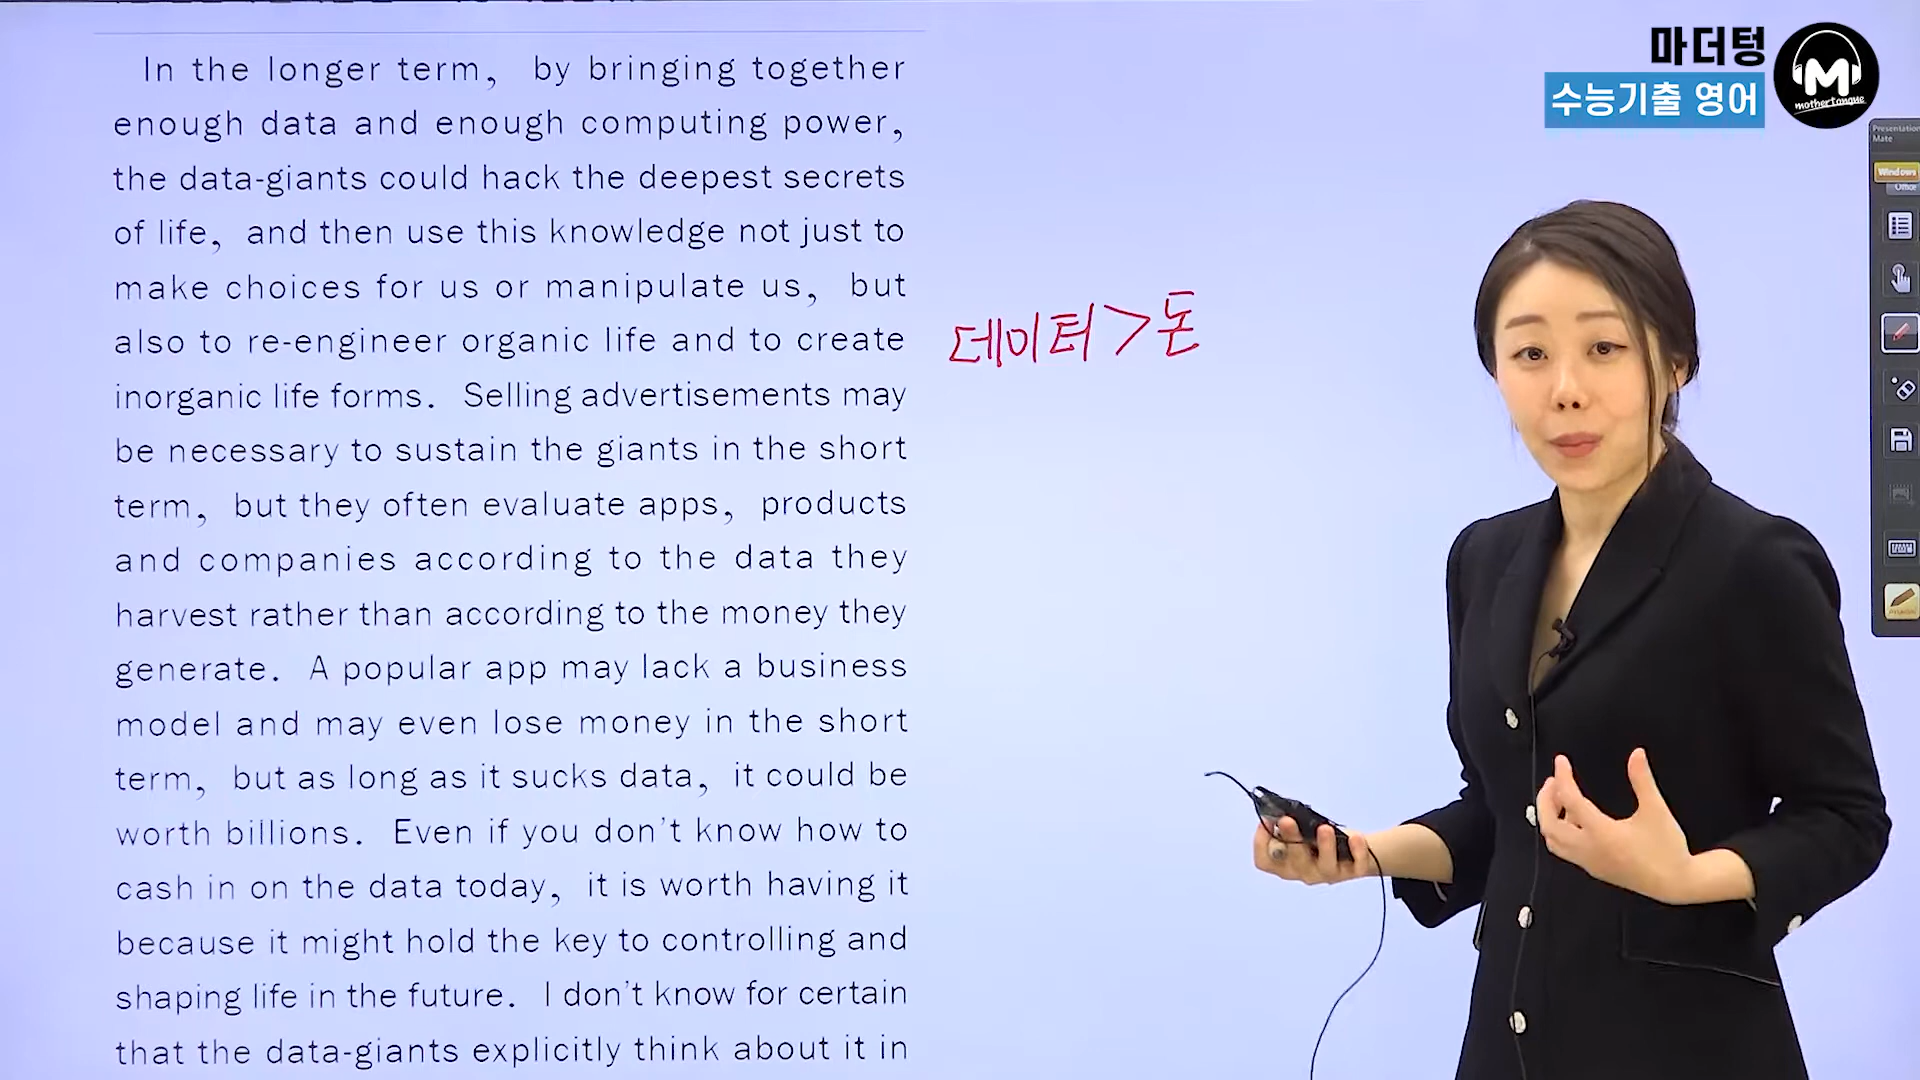 In the longer term, by bringing together
enough data and enough computing power,
the data-giants could hack the deepest secrets
of life, and then use this knowledge not just to
make choices for us or manipulate us, but
also to re-engineer organic life and to create
inorganic life forms. Selling advertisements may
be necessary to sustain the giants in the short
term, but they often evaluate apps, products
and companies according to the data they
harvest rather than according to the money they
generate. A popular app may lack a business
model and may even lose money in the short
term, but as long as it sucks data, it could be
worth billions. Even if you don't know how to
cash in on the data today, it is worth having it
because it might hold the key to controlling and
shaping life in the future. I don't know for certain
that the data-giants explicitly think about it in
데이터 > 돈
마더텅
수능기출 영어
M
mothertongue
Presentation
Mate
Windows
Office